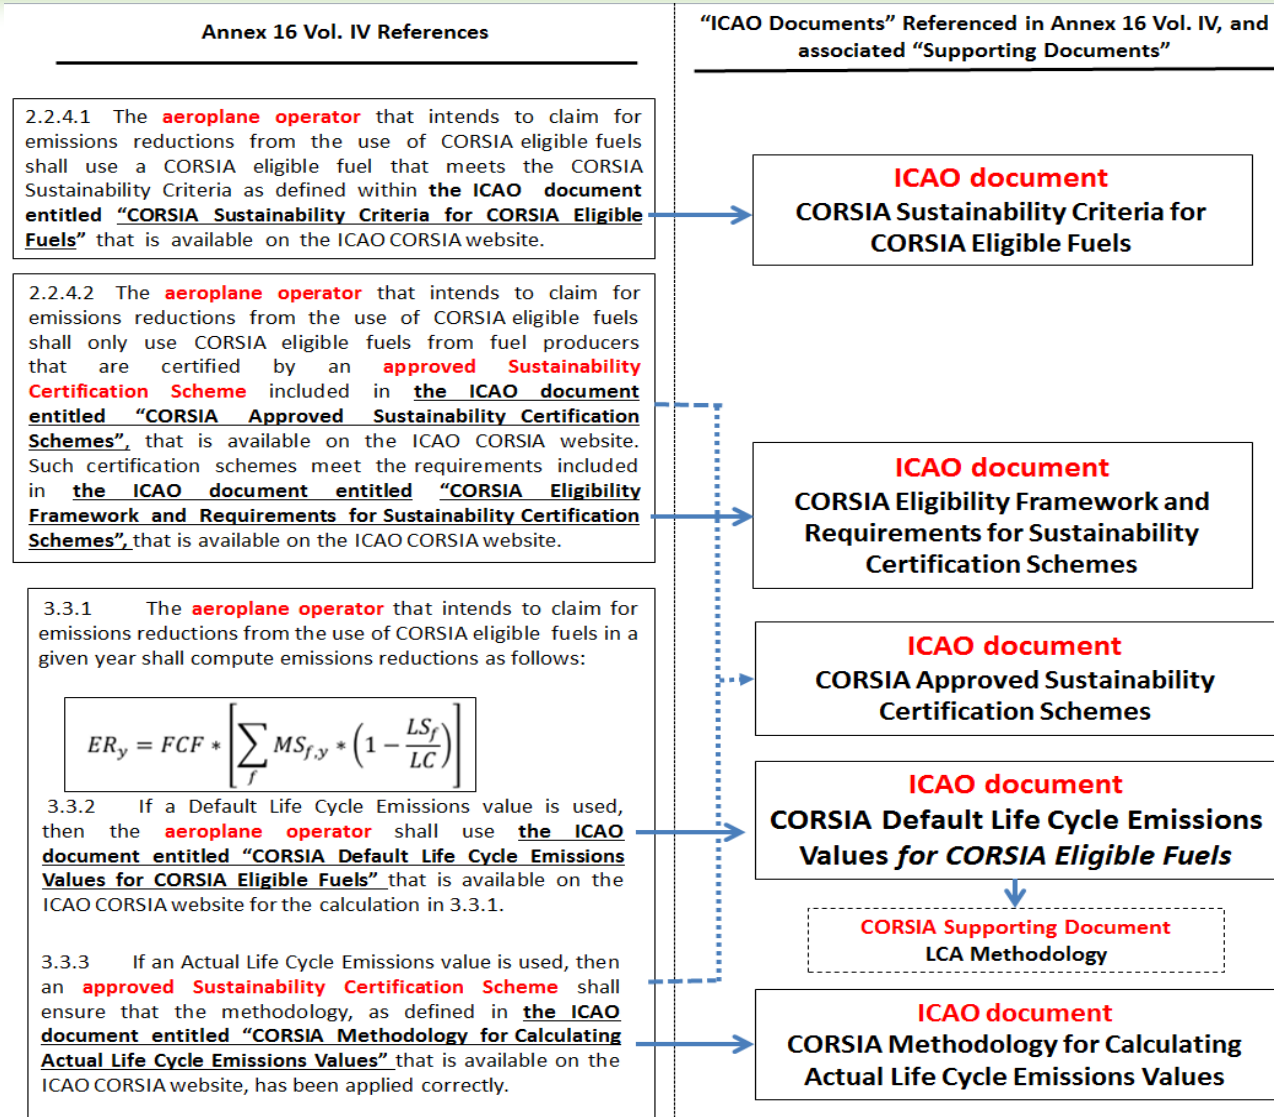 Annex 16 Vol. IV References
“ICAO Documents” Referenced in Annex 16 Vol. IV, and
associated “Supporting Documents”
2.2.4.1 The aeroplane operator that intends to claim for
emissions reductions from the use of CORSIA eligible fuels
shall use a CORSIA eligible fuel that meets the CORSIA
Sustainability Criteria as defined within the ICAO document
entitled “CORSIA Sustainability Criteria for CORSIA Eligible
Fuels” that is available on the ICAO CORSIA website.
ICAO document
CORSIA Sustainability Criteria for
CORSIA Eligible Fuels
2.2.4.2 The aeroplane operator that intends to claim for
emissions reductions from the use of CORSIA eligible fuels
shall only use CORSIA eligible fuels from fuel producers
that are certified by an approved Sustainability
Certification Scheme included in the ICAO document
entitled “CORSIA Approved Sustainability Certification
Schemes”, that is available on the ICAO CORSIA website.
Such certification schemes meet the requirements included
in the ICAO document entitled “CORSIA Eligibility
Framework and Requirements for Sustainability Certification
Schemes”, that is available on the ICAO CORSIA website.
ICAO document
CORSIA Eligibility Framework and
Requirements for Sustainability
Certification Schemes
3.3.1 The aeroplane operator that intends to claim for
emissions reductions from the use of CORSIA eligible fuels in a
given year shall compute emissions reductions as follows:
ER_y = FCF * [∑_f MS_f,y * (1 − LS_f / LC)]
ICAO document
CORSIA Approved Sustainability
Certification Schemes
3.3.2 If a Default Life Cycle Emissions value is used,
then the aeroplane operator shall use the ICAO
document entitled “CORSIA Default Life Cycle Emissions
Values for CORSIA Eligible Fuels” that is available on the
ICAO CORSIA website for the calculation in 3.3.1.
ICAO document
CORSIA Default Life Cycle Emissions
Values for CORSIA Eligible Fuels
CORSIA Supporting Document
LCA Methodology
3.3.3 If an Actual Life Cycle Emissions value is used, then
an approved Sustainability Certification Scheme shall
ensure that the methodology, as defined in the ICAO
document entitled “CORSIA Methodology for Calculating
Actual Life Cycle Emissions Values” that is available on the
ICAO CORSIA website, has been applied correctly.
ICAO document
CORSIA Methodology for Calculating
Actual Life Cycle Emissions Values